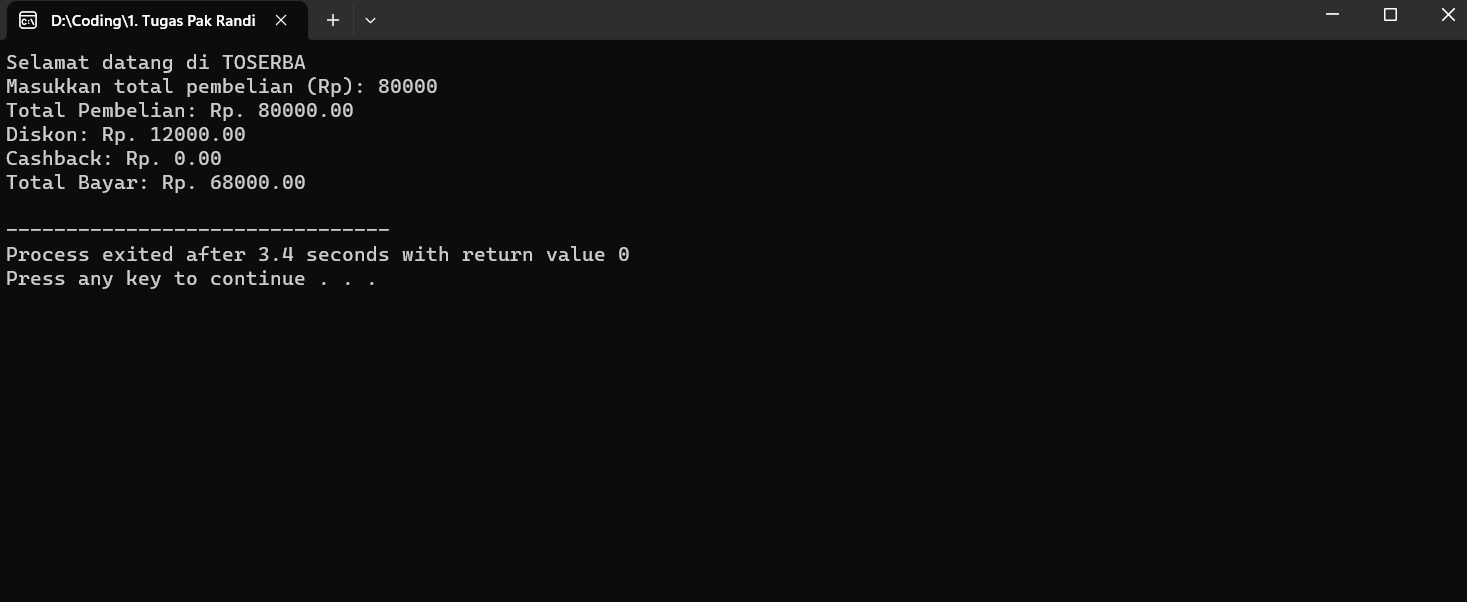 D:\Coding\1. Tugas Pak Randi
Selamat datang di TOSERBA
Masukkan total pembelian (Rp): 80000
Total Pembelian: Rp. 80000.00
Diskon: Rp. 12000.00
Cashback: Rp. 0.00
Total Bayar: Rp. 68000.00
--------------------------------
Process exited after 3.4 seconds with return value 0
Press any key to continue . . .